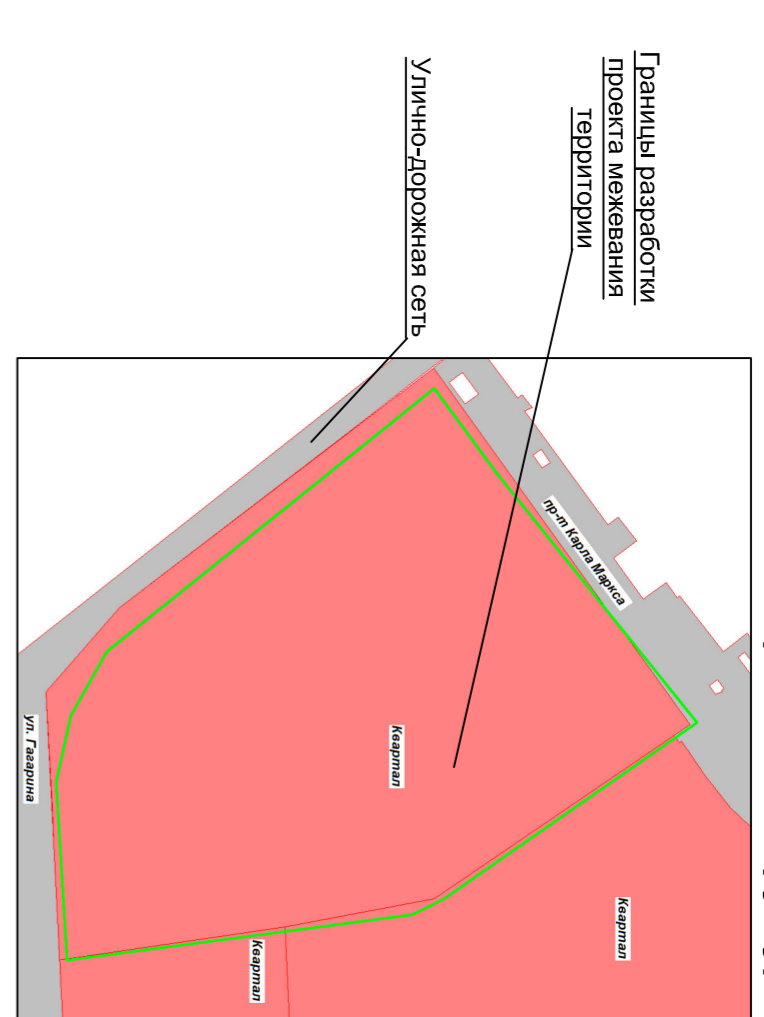 Границы разработки
проекта межевания
территории
Улично-дорожная сеть
пр-т Карла Маркса
Квартал
Квартал
Квартал
ул. Гагарина